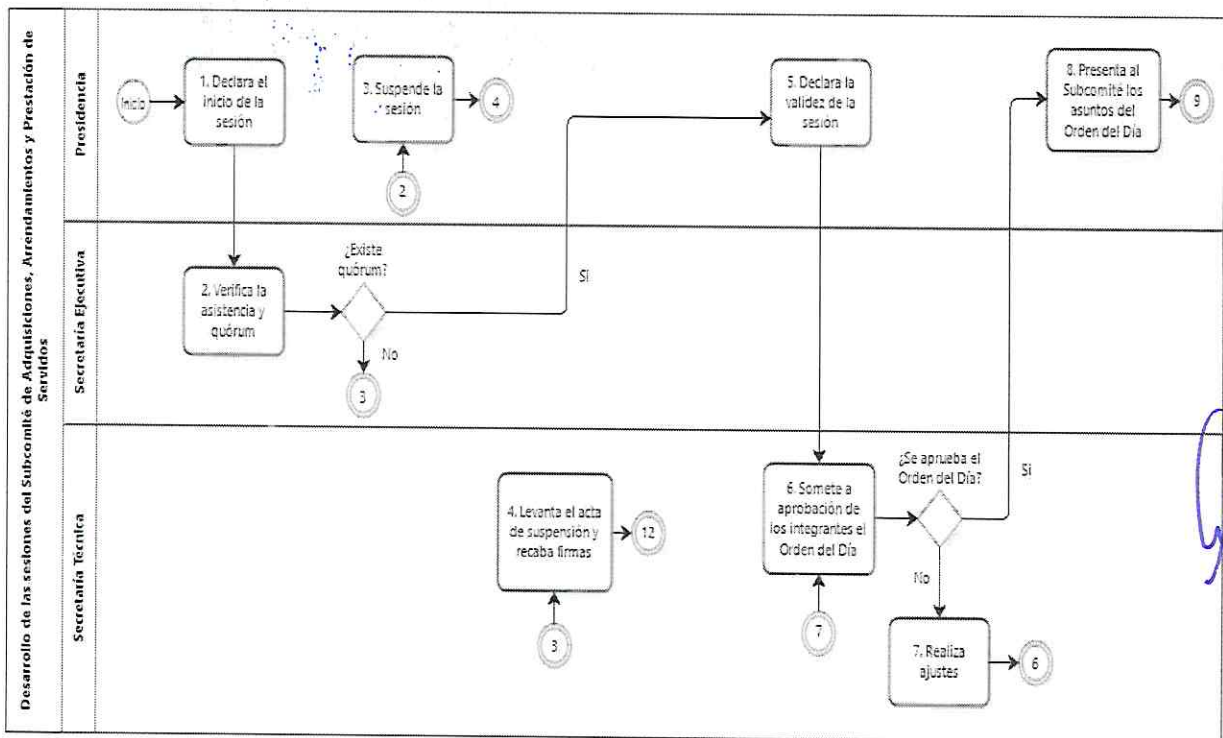 Desarrollo de las sesiones del Subcomité de Adquisiciones, Arrendamientos y Prestación de
Servidos
Presidencia
Inicio
1. Declara el
inicio de la
sesión
3. Suspende la
sesión
4
2
5. Declara la
validez de la
sesión
8. Presenta al
Subcomité los
asuntos del
Orden del Día
9
Secretaría Ejecutiva
2. Verifica la
asistencia y
quórum
¿Existe
quórum?
Si
No
3
Secretaría Técnica
4. Levanta el acta
de suspensión y
recaba firmas
12
3
6. Somete a
aprobación de
los integrantes el
Orden del Día
7
¿Se aprueba el
Orden del Día?
Si
No
7. Realiza
ajustes
6